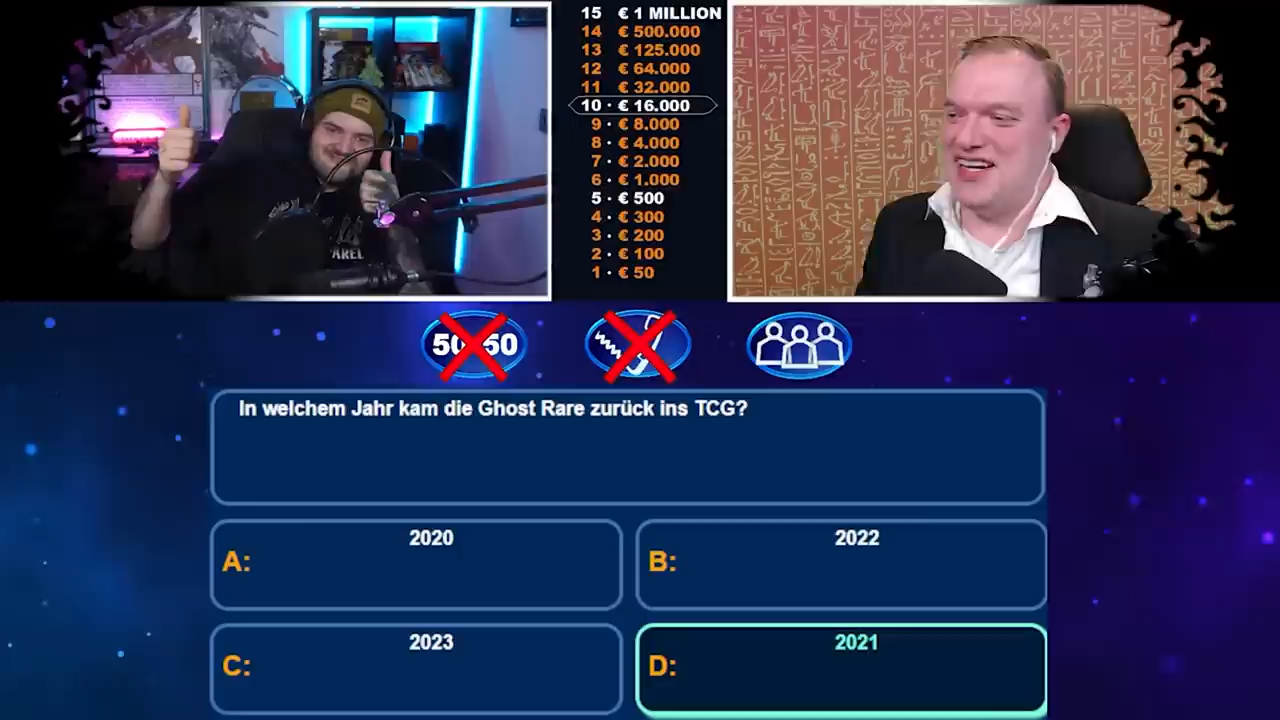 15 € 1 MILLION
14 € 500.000
13 € 125.000
12 € 64.000
11 € 32.000
10 · € 16.000
9 · € 8.000
8 · € 4.000
7 · € 2.000
6 · € 1.000
5 · € 500
4 · € 300
3 · € 200
2 · € 100
1 · € 50
50 50
In welchem Jahr kam die Ghost Rare zurück ins TCG?
A: 2020
B: 2022
C: 2023
D: 2021